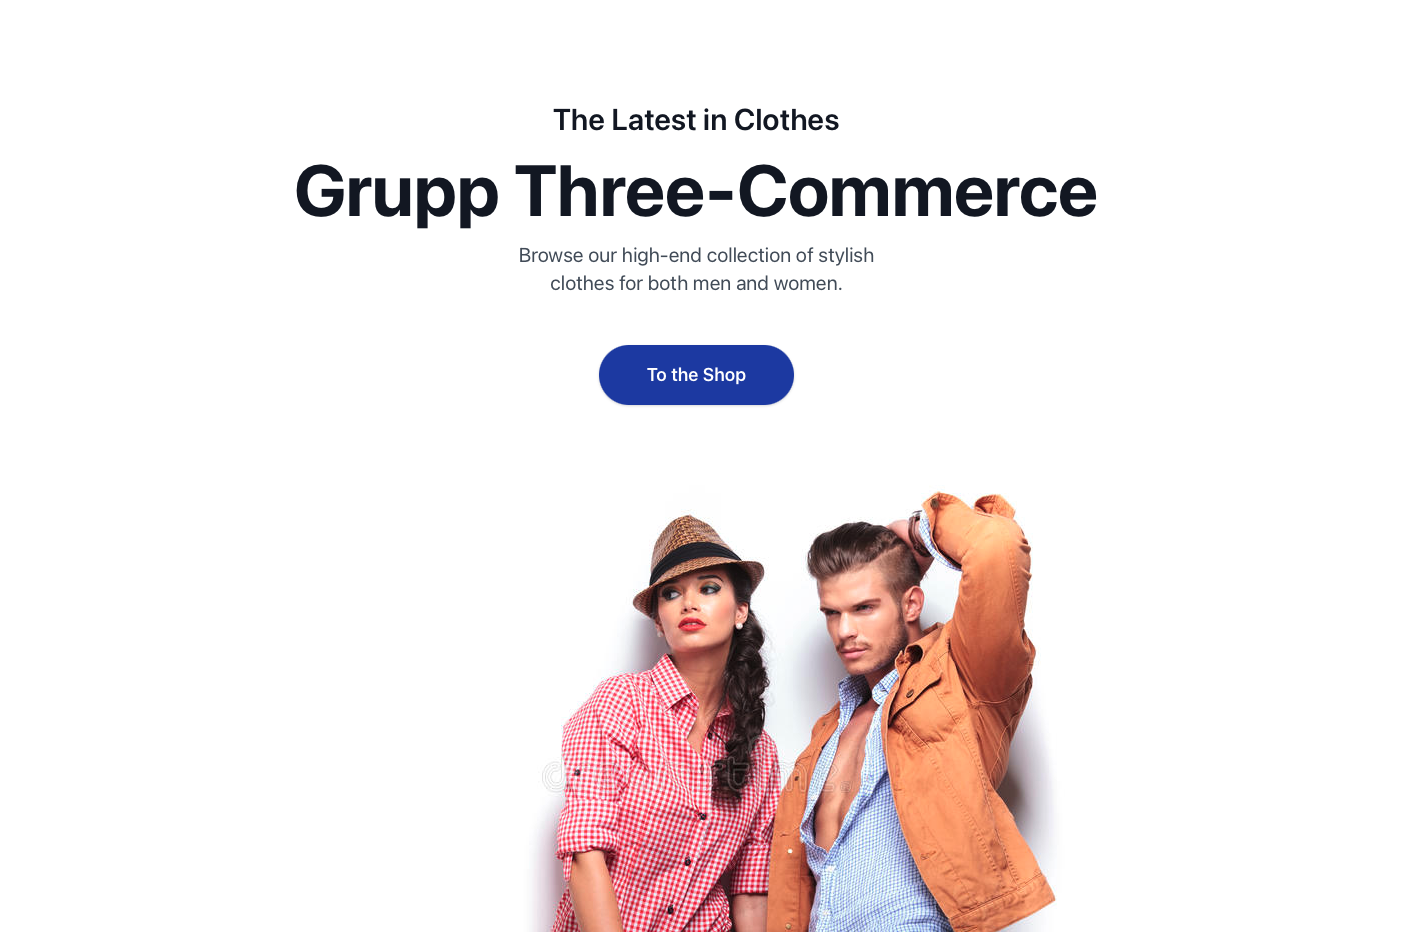 The Latest in Clothes
Grupp Three-Commerce
Browse our high-end collection of stylish
clothes for both men and women.
To the Shop